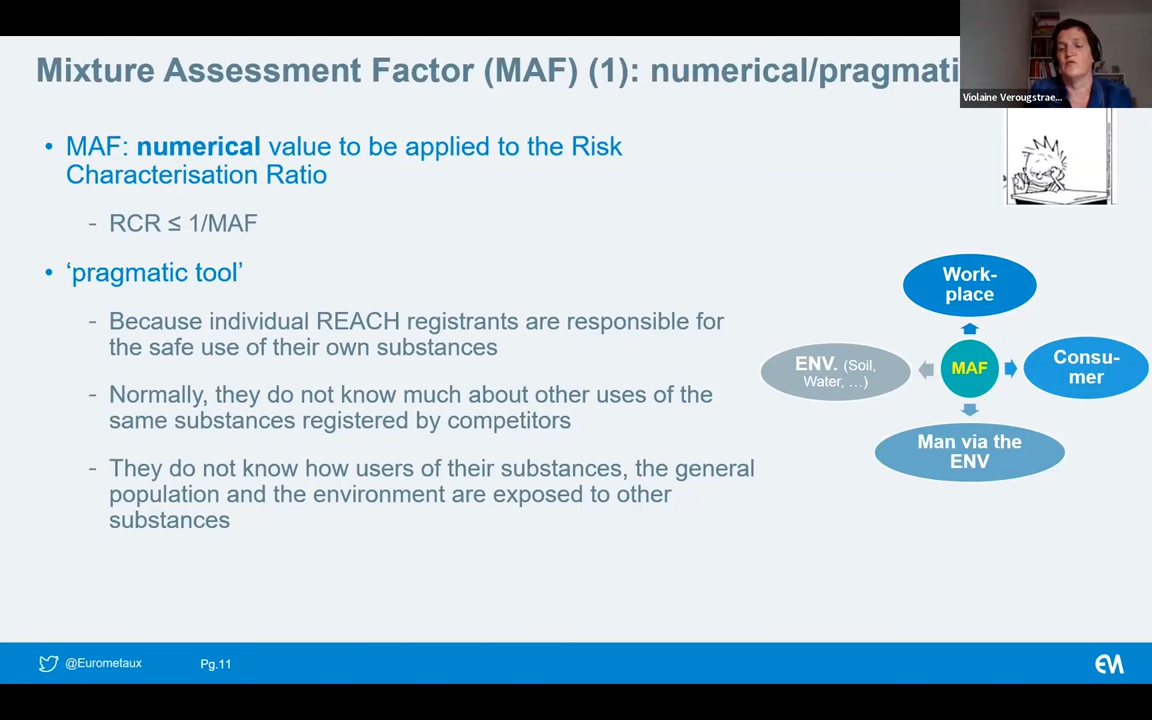 Mixture Assessment Factor (MAF) (1): numerical/pragmati
Violaine Verougstrae...
• MAF: numerical value to be applied to the Risk
Characterisation Ratio
- RCR ≤ 1/MAF
• ‘pragmatic tool’
- Because individual REACH registrants are responsible for
the safe use of their own substances
- Normally, they do not know much about other uses of the
same substances registered by competitors
- They do not know how users of their substances, the general
population and the environment are exposed to other
substances
Work-
place
ENV. (Soil,
Water, ...)
MAF
Consu-
mer
Man via the
ENV
@Eurometaux
Pg.11
EM